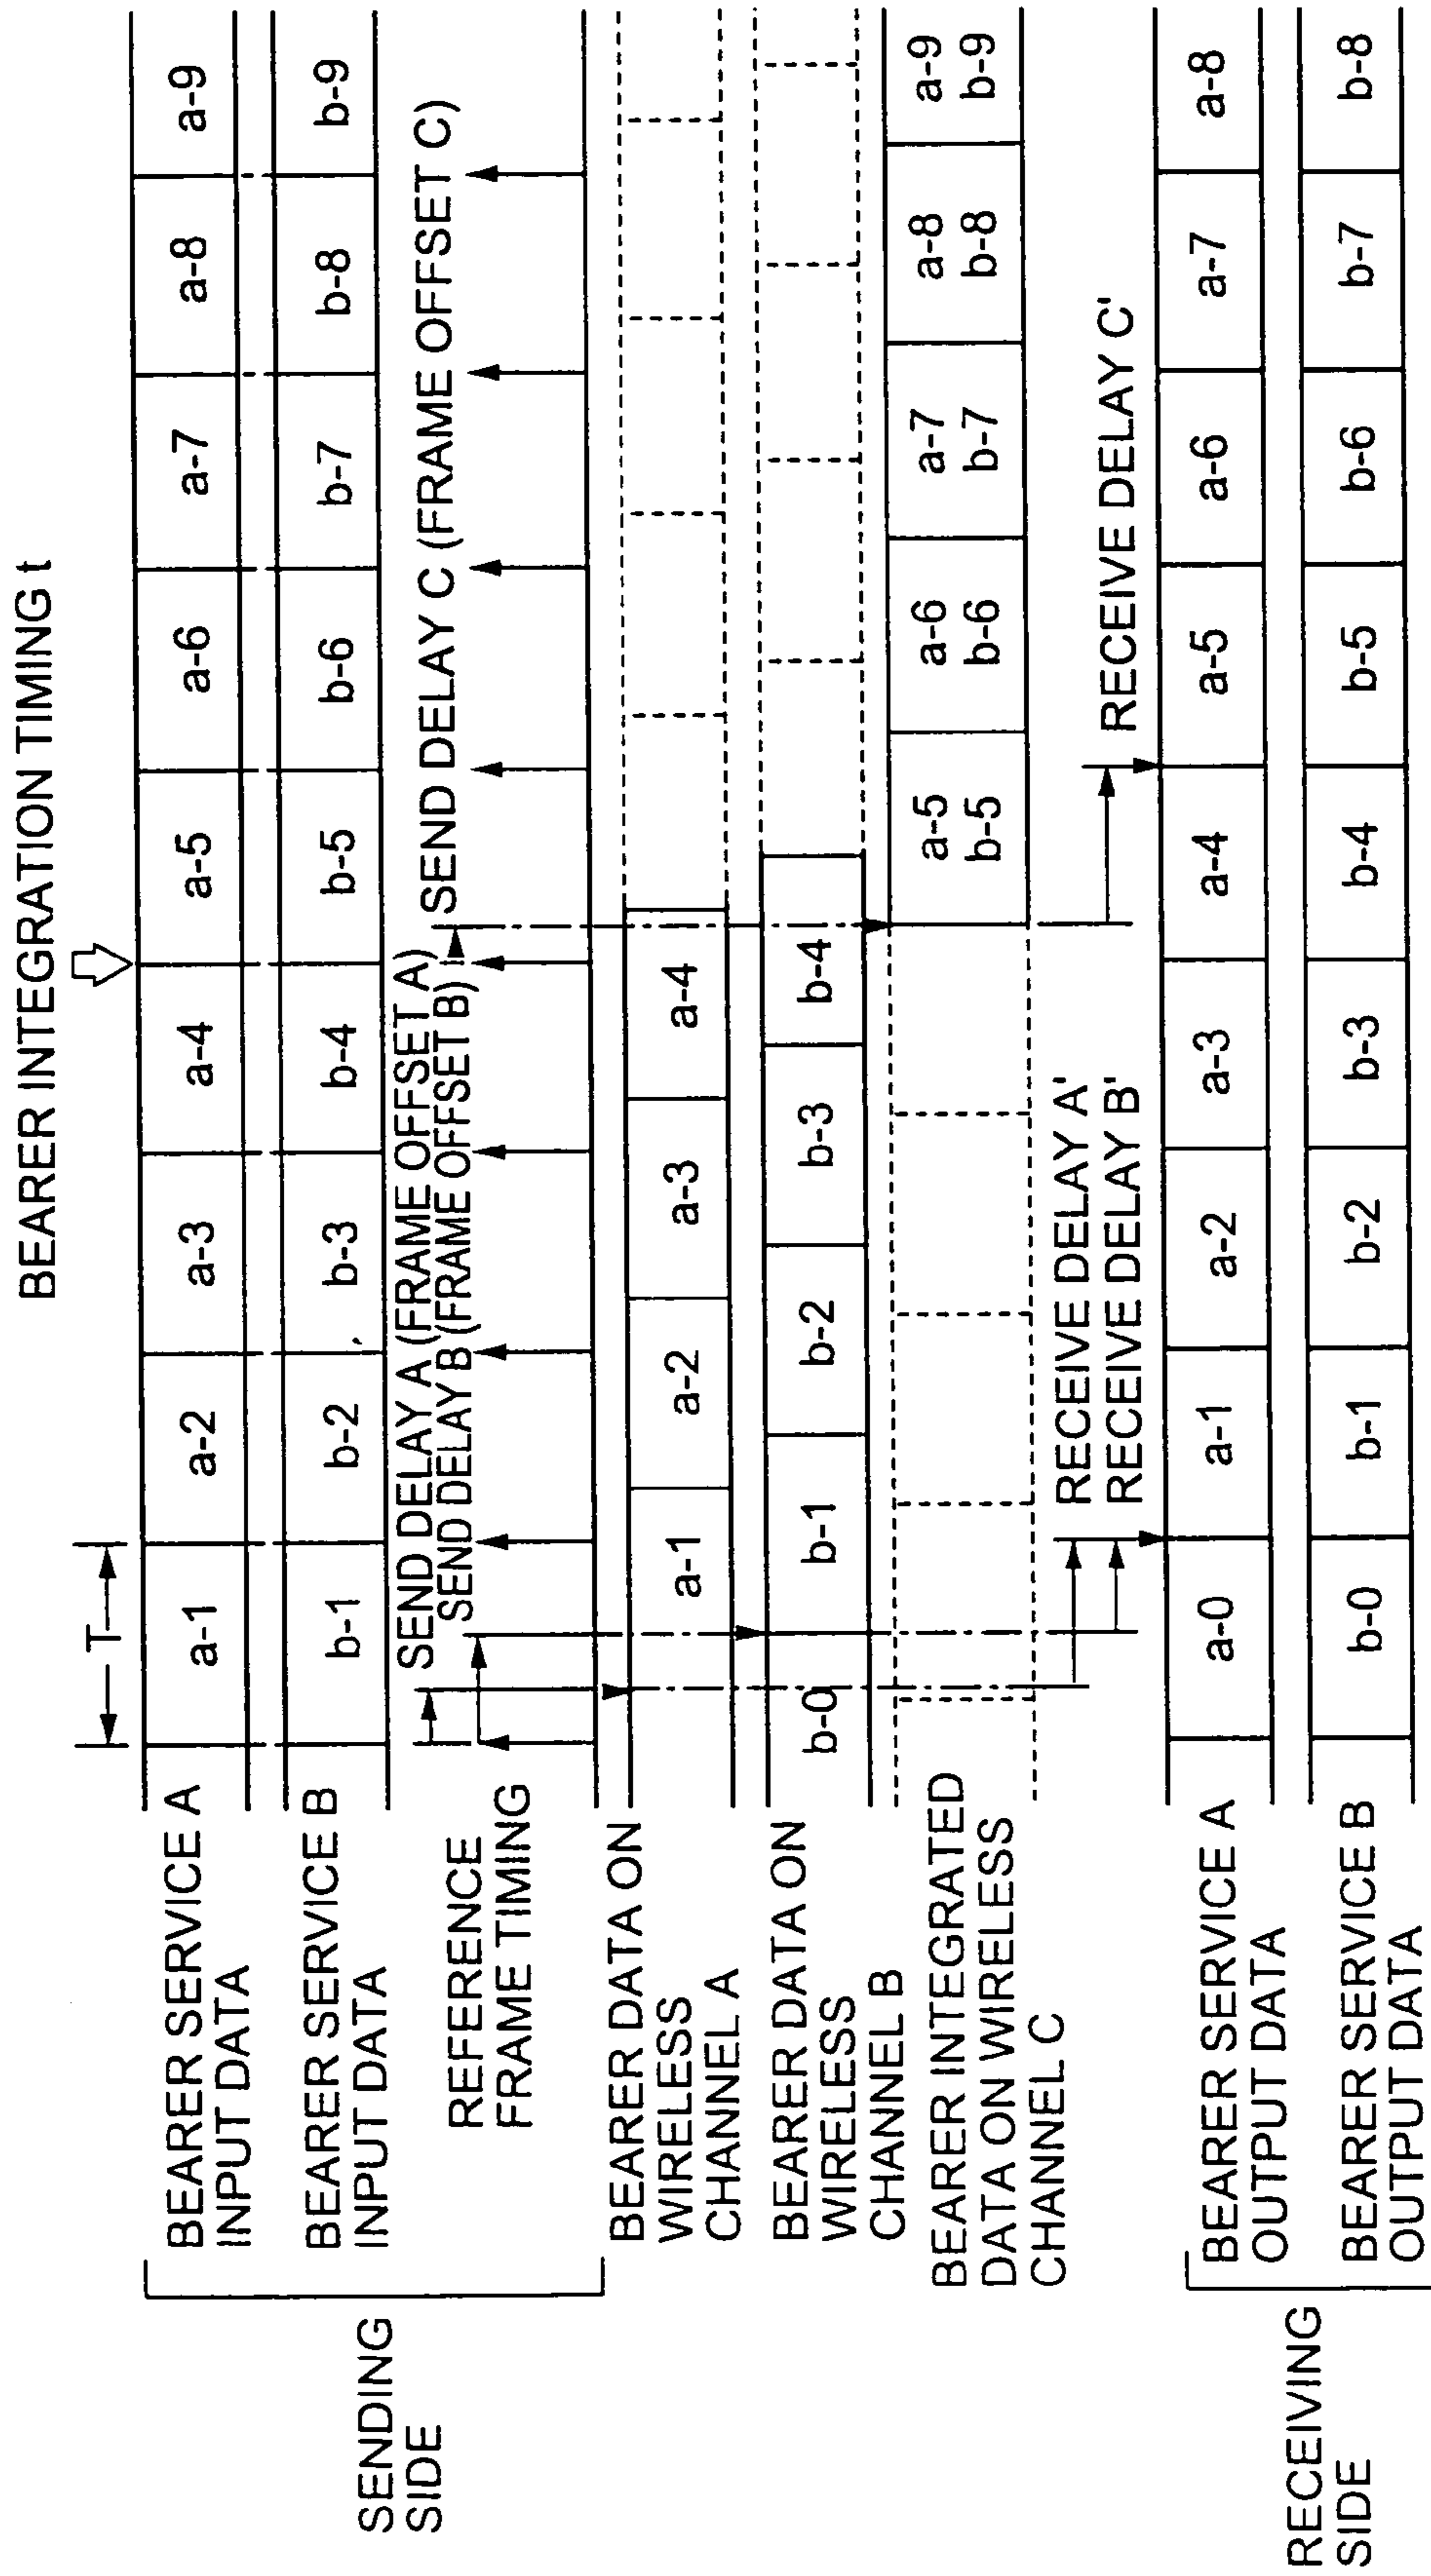 BEARER INTEGRATION TIMING t
T
SENDING
SIDE
BEARER SERVICE A
INPUT DATA
a-1 a-2 a-3 a-4 a-5 a-6 a-7 a-8 a-9
BEARER SERVICE B
INPUT DATA
b-1 b-2 b-3 b-4 b-5 b-6 b-7 b-8 b-9
SEND DELAY A (FRAME OFFSET A)
SEND DELAY B (FRAME OFFSET B)
SEND DELAY C (FRAME OFFSET C)
REFERENCE
FRAME TIMING
BEARER DATA ON
WIRELESS
CHANNEL A
a-1 a-2 a-3 a-4
BEARER DATA ON
WIRELESS
CHANNEL B
b-0 b-1 b-2 b-3 b-4
BEARER INTEGRATED
DATA ON WIRELESS
CHANNEL C
a-5 a-6 a-7 a-8 a-9
b-5 b-6 b-7 b-8 b-9
RECEIVE DELAY A'
RECEIVE DELAY B'
RECEIVE DELAY C'
RECEIVING
SIDE
BEARER SERVICE A
OUTPUT DATA
a-0 a-1 a-2 a-3 a-4 a-5 a-6 a-7 a-8
BEARER SERVICE B
OUTPUT DATA
b-0 b-1 b-2 b-3 b-4 b-5 b-6 b-7 b-8